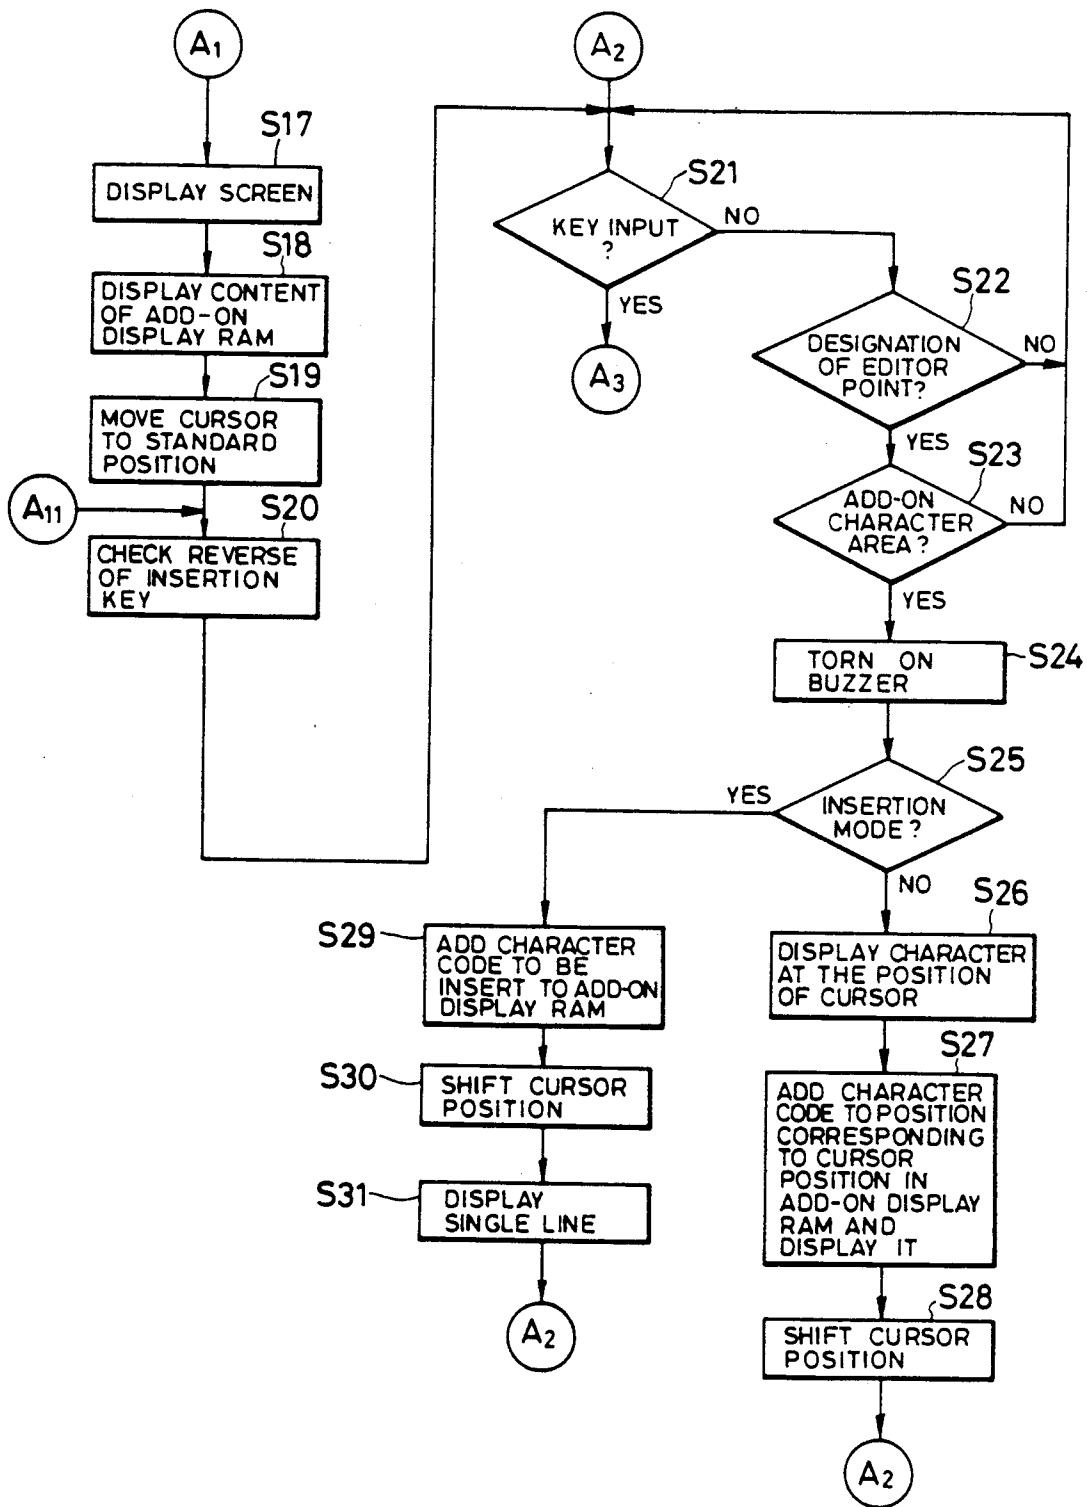 A1
S17
DISPLAY SCREEN
S18
DISPLAY CONTENT
OF ADD-ON
DISPLAY RAM
S19
MOVE CURSOR
TO STANDARD
POSITION
A11
S20
CHECK REVERSE
OF INSERTION
KEY
A2
S21
KEY INPUT
?
NO
YES
A3
S22
DESIGNATION
OF EDITOR
POINT?
NO
YES
S23
ADD-ON
CHARACTER
AREA?
NO
YES
S24
TORN ON
BUZZER
S25
INSERTION
MODE?
YES
NO
S26
DISPLAY CHARACTER
AT THE POSITION
OF CURSOR
S27
ADD CHARACTER
CODE TO POSITION
CORRESPONDING
TO CURSOR
POSITION IN
ADD-ON DISPLAY
RAM AND
DISPLAY IT
S28
SHIFT CURSOR
POSITION
A2
S29
ADD CHARACTER
CODE TO BE
INSERT TO ADD-ON
DISPLAY RAM
S30
SHIFT CURSOR
POSITION
S31
DISPLAY
SINGLE LINE
A2